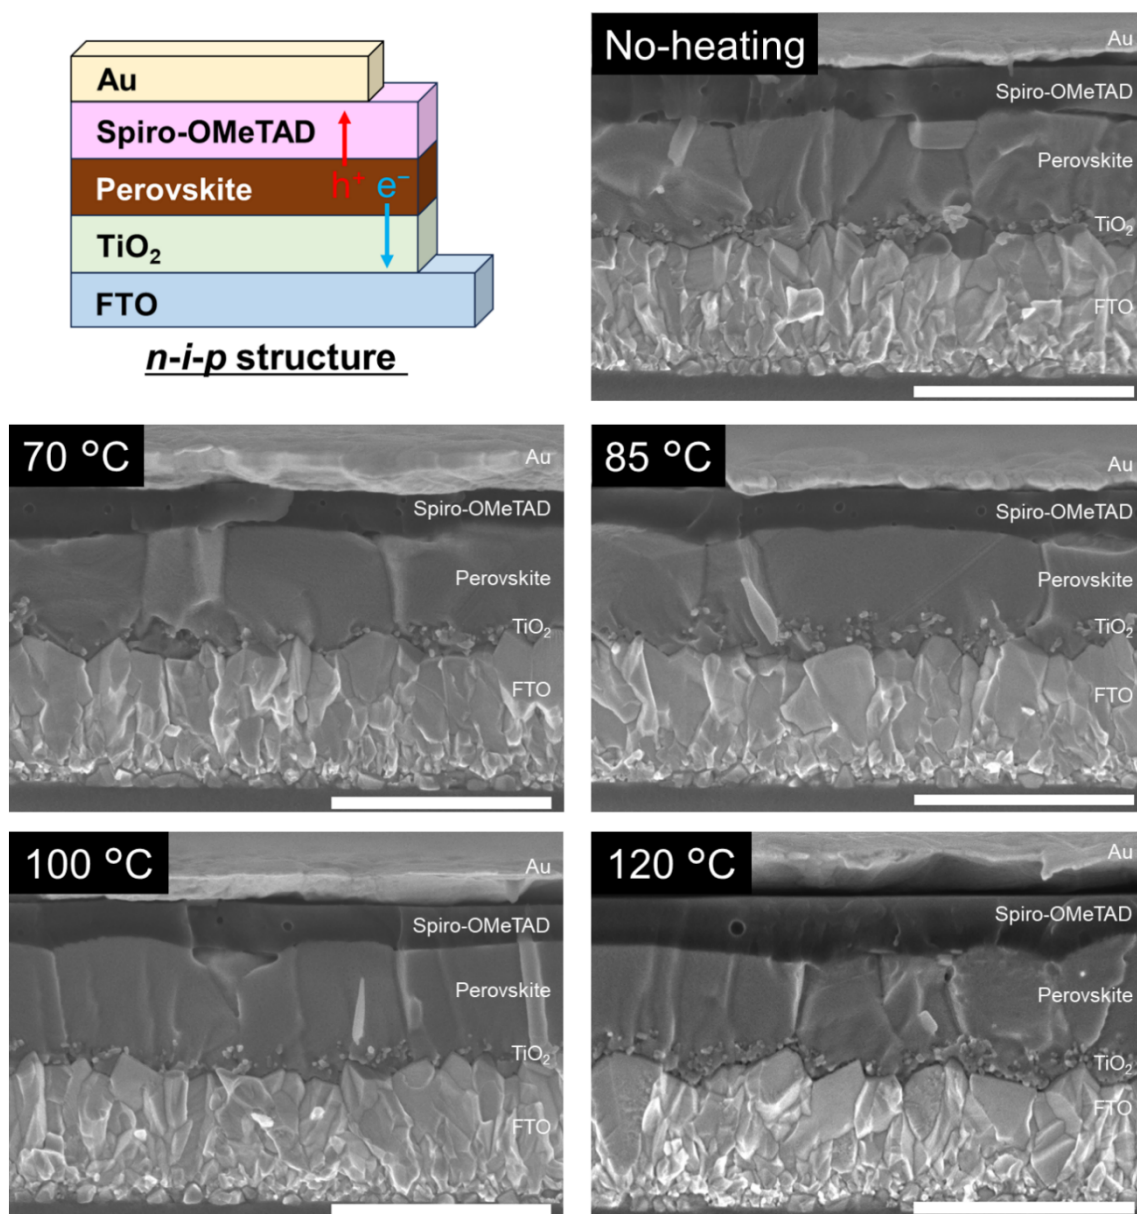 Au
Spiro-OMeTAD
Perovskite
h⁺ e⁻
TiO₂
FTO
n-i-p structure
No-heating
Au
Spiro-OMeTAD
Perovskite
TiO₂
FTO
70 °C
Au
Spiro-OMeTAD
Perovskite
TiO₂
FTO
85 °C
Au
Spiro-OMeTAD
Perovskite
TiO₂
FTO
100 °C
Au
Spiro-OMeTAD
Perovskite
TiO₂
FTO
120 °C
Au
Spiro-OMeTAD
Perovskite
TiO₂
FTO